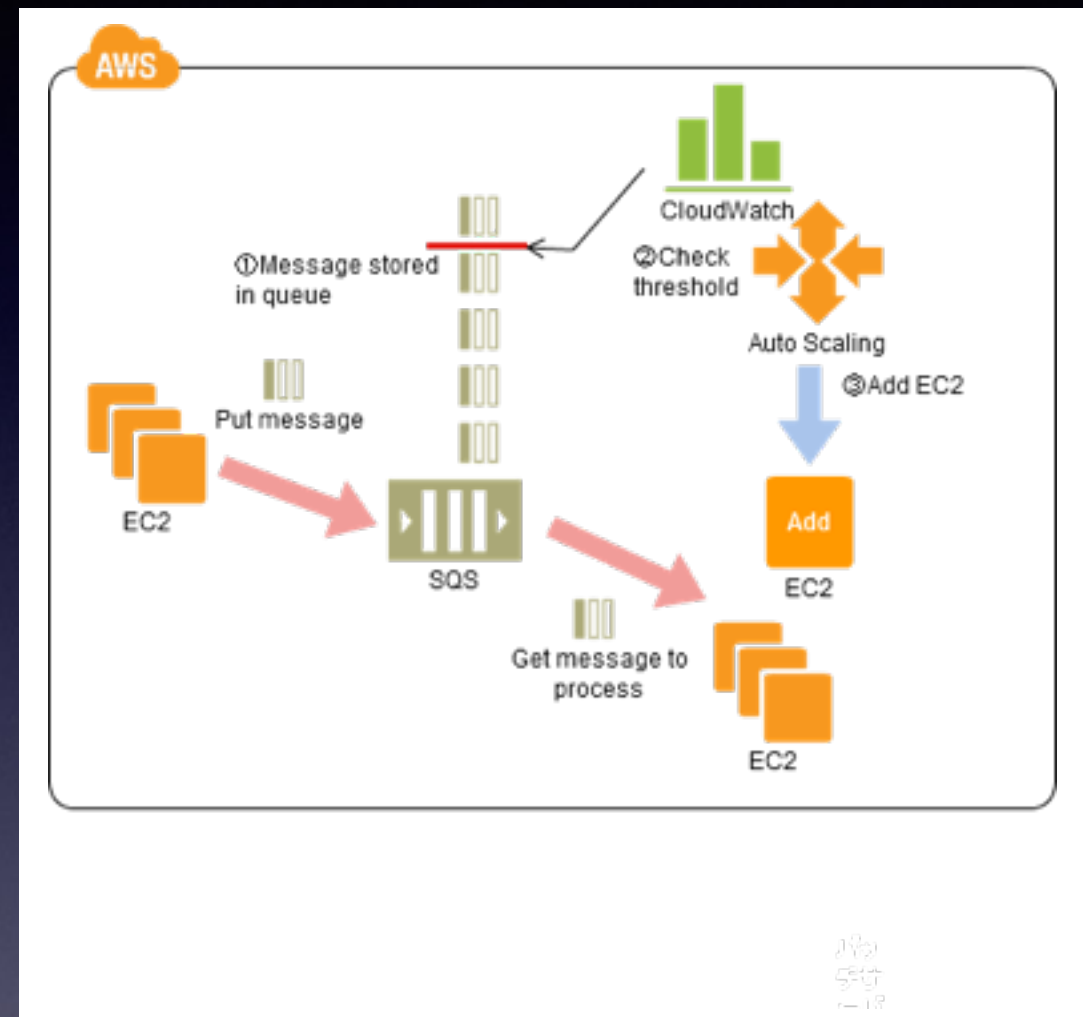 AWS
CloudWatch
①Message stored
in queue
②Check
threshold
Auto Scaling
③Add EC2
Put message
EC2
SQS
Add
EC2
Get message to
process
EC2